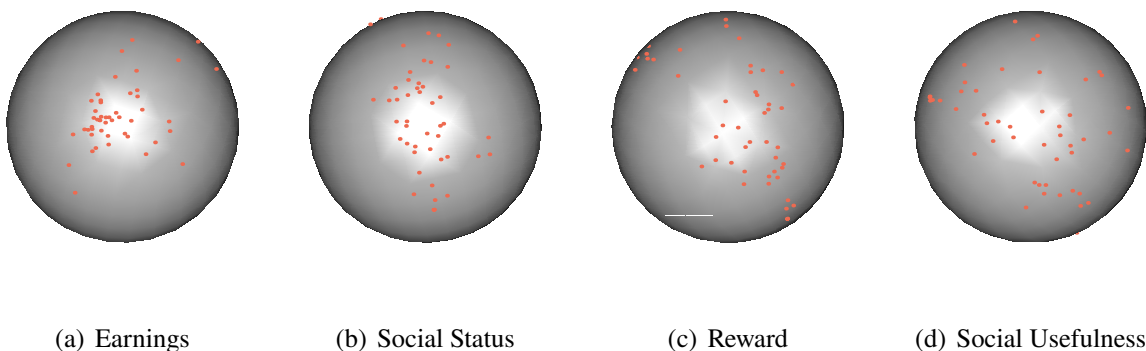 (a) Earnings
(b) Social Status
(c) Reward
(d) Social Usefulness